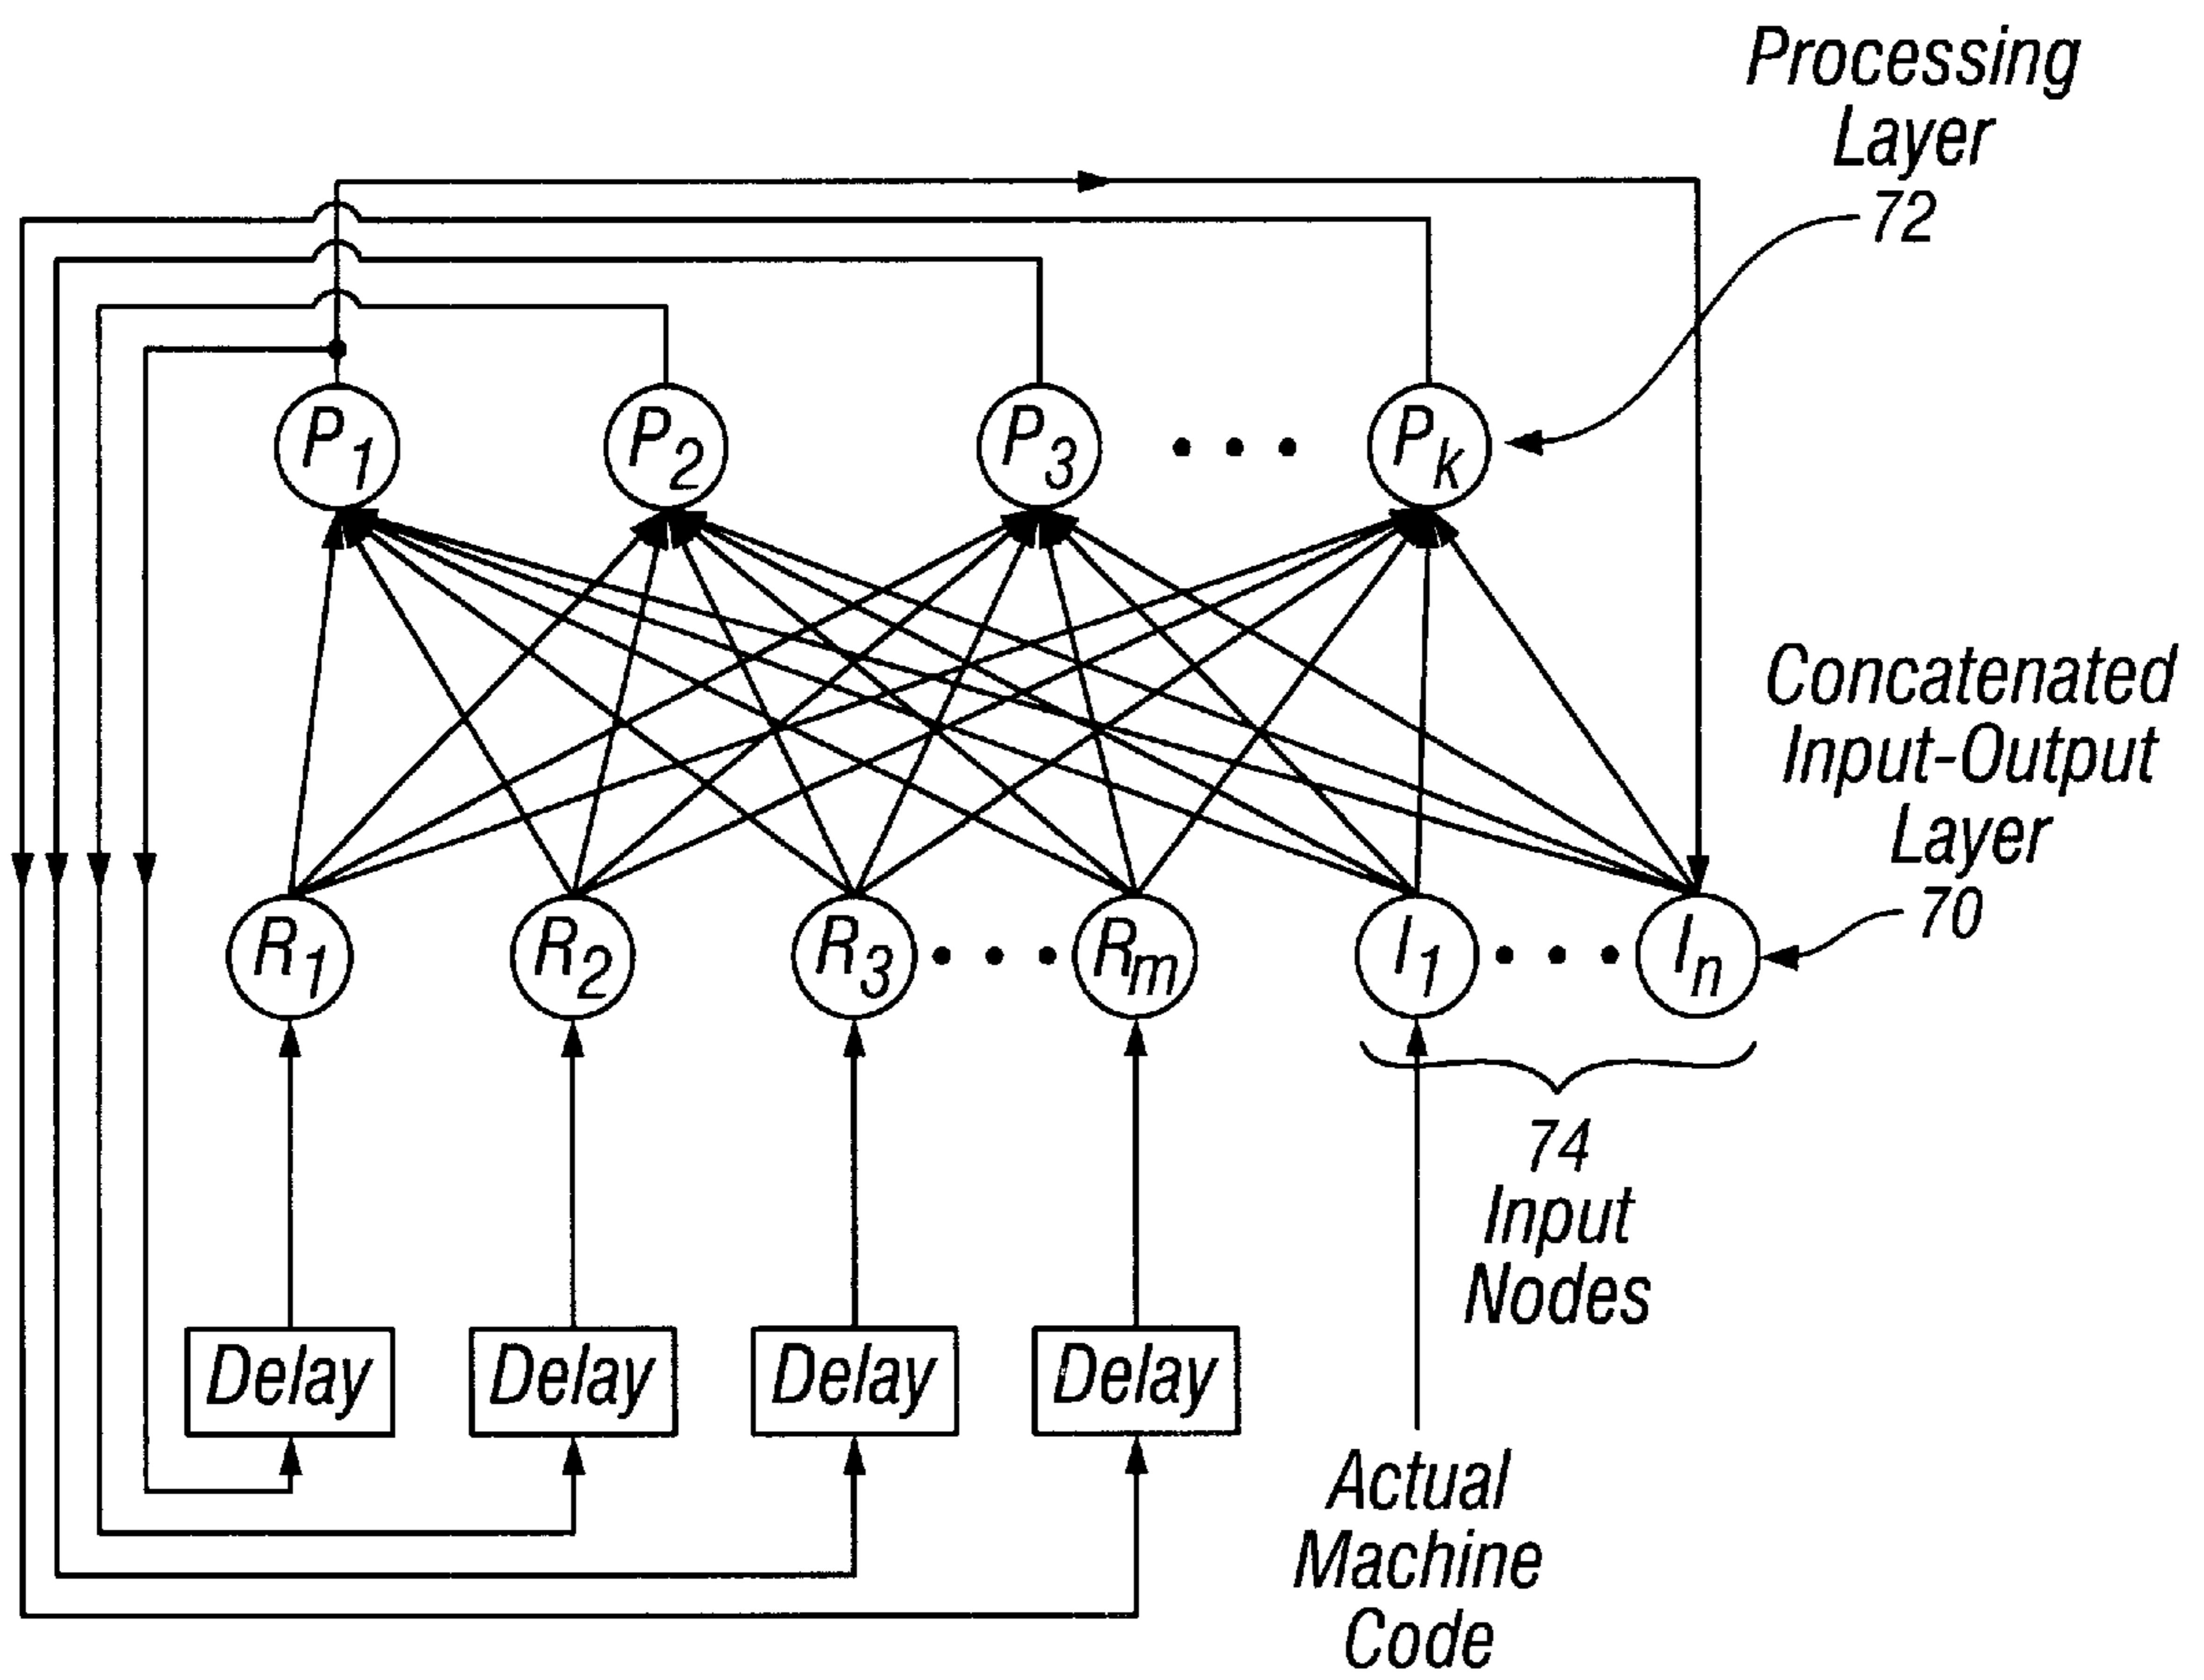 Processing
Layer
72
P1 P2 P3 • • • Pk
Concatenated
Input-Output
Layer
70
R1 R2 R3 • • • Rm I1 • • • In
74
Input
Nodes
Delay Delay Delay Delay
Actual
Machine
Code